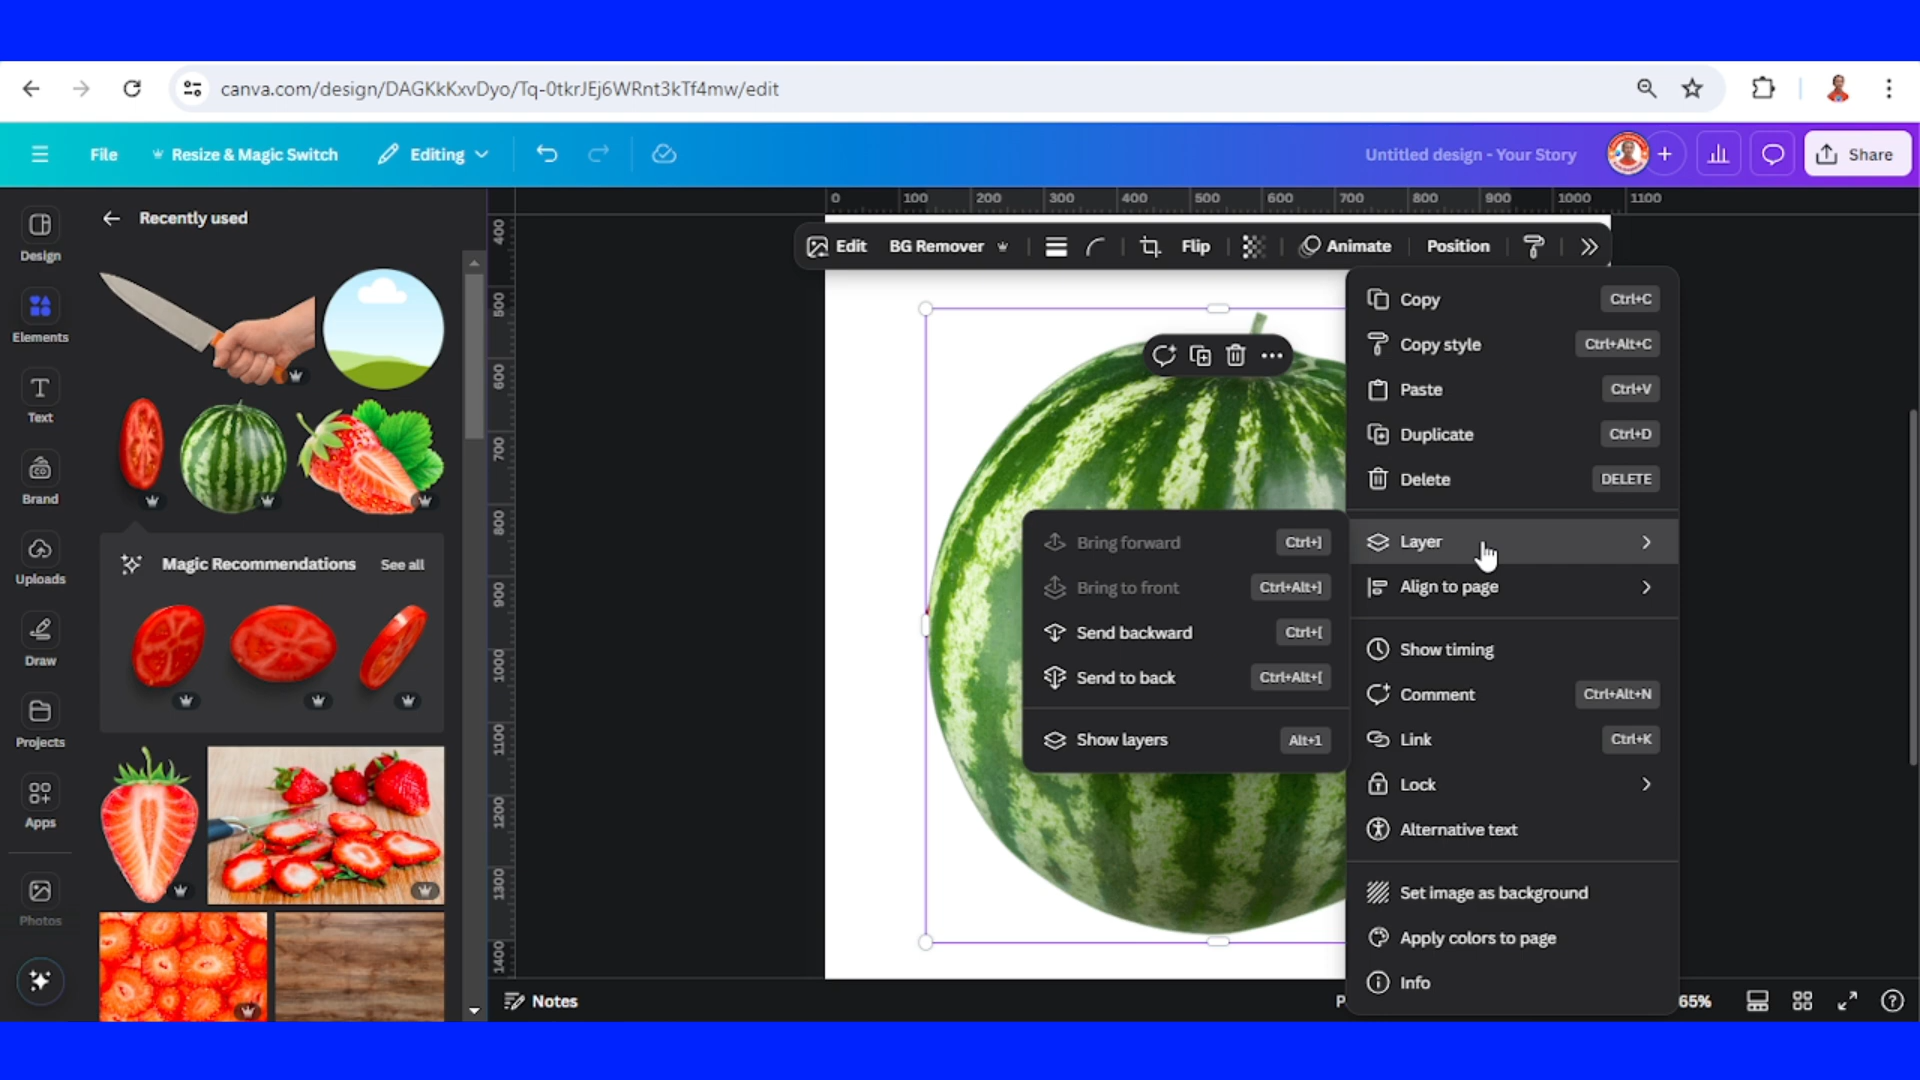 canva.com/design/DAGKkKxvDyo/Tq-0tkrJEj6WRnt3kTf4mw/edit
File
Resize & Magic Switch
Editing
Untitled design - Your Story
Share
Recently used
0 100 200 300 400 500 600 700 800 900 1000 1100
400
500
600
700
800
900
1000
1100
1200
1300
1400
Edit
BG Remover
Flip
Animate
Position
Design
Elements
Text
Brand
Uploads
Draw
Projects
Apps
Photos
Magic Recommendations
See all
Copy Ctrl+C
Copy style Ctrl+Alt+C
Paste Ctrl+V
Duplicate Ctrl+D
Delete DELETE
Layer
Align to page
Show timing
Comment Ctrl+Alt+N
Link Ctrl+K
Lock
Alternative text
Set image as background
Apply colors to page
Info
Bring forward Ctrl+]
Bring to front Ctrl+Alt+]
Send backward Ctrl+[
Send to back Ctrl+Alt+[
Show layers Alt+1
Notes
65%